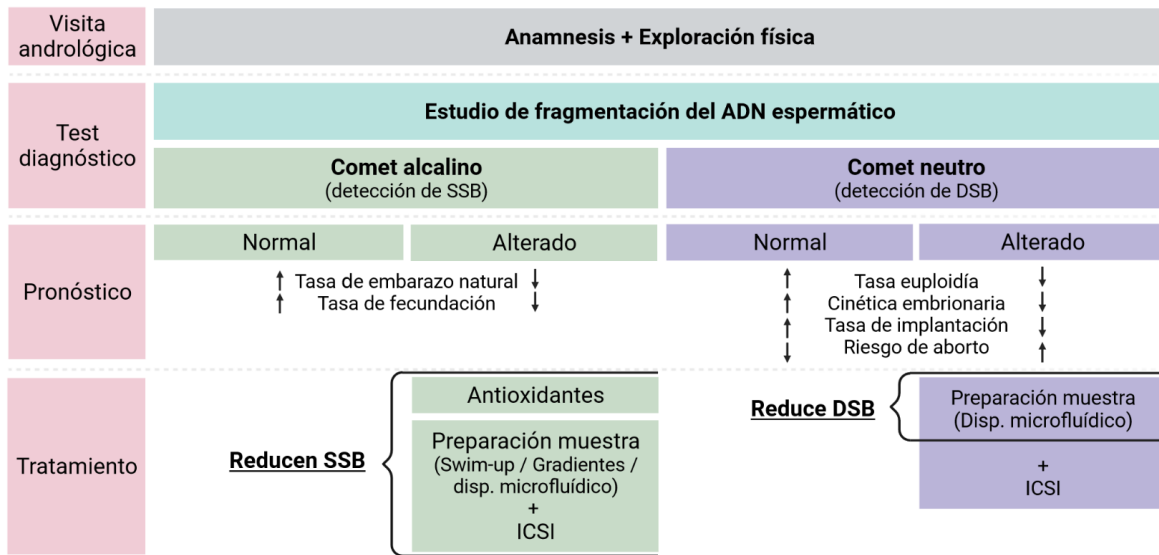 Visita
andrológica
Anamnesis + Exploración física
Test
diagnóstico
Estudio de fragmentación del ADN espermático
Comet alcalino
(detección de SSB)
Comet neutro
(detección de DSB)
Pronóstico
Normal
Alterado
↑ Tasa de embarazo natural ↓
↑ Tasa de fecundación ↓
Normal
Alterado
↑ Tasa euploidía ↓
↑ Cinética embrionaria ↓
↑ Tasa de implantación ↓
↓ Riesgo de aborto ↑
Tratamiento
Reducen SSB
Antioxidantes
Preparación muestra
(Swim-up / Gradientes /
disp. microfluídico)
+
ICSI
Reduce DSB
Preparación muestra
(Disp. microfluídico)
+
ICSI